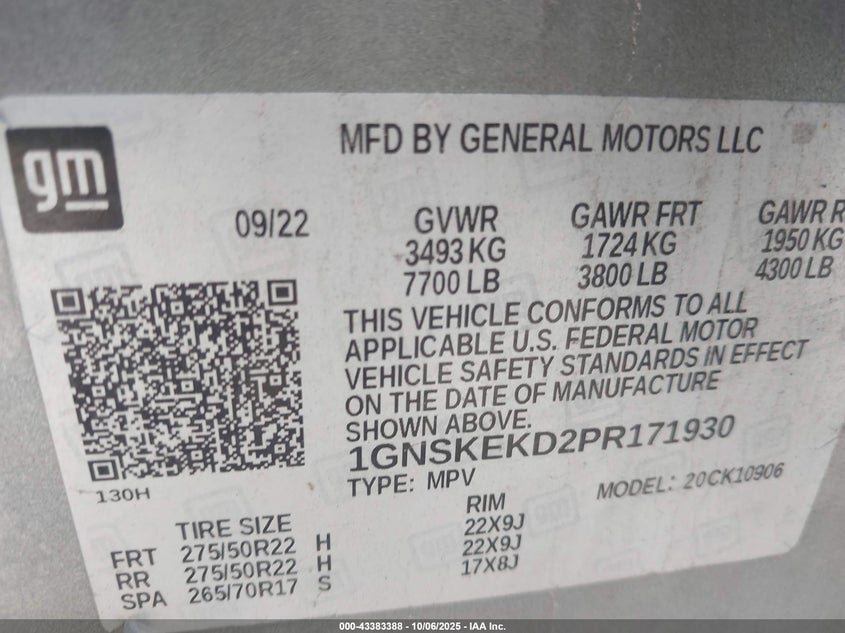 gm
MFD BY GENERAL MOTORS LLC
09/22
GVWR GAWR FRT GAWR R
3493 KG 1724 KG 1950 KG
7700 LB 3800 LB 4300 LB
THIS VEHICLE CONFORMS TO ALL
APPLICABLE U.S. FEDERAL MOTOR
VEHICLE SAFETY STANDARDS IN EFFECT
ON THE DATE OF MANUFACTURE
SHOWN ABOVE.
1GNSKEKD2PR171930
130H
TYPE: MPV MODEL: 20CK10906
TIRE SIZE RIM
FRT 275/50R22 H 22X9J
RR 275/50R22 H 22X9J
SPA 265/70R17 S 17X8J
000-43383388 - 10/06/2025 - IAA Inc.